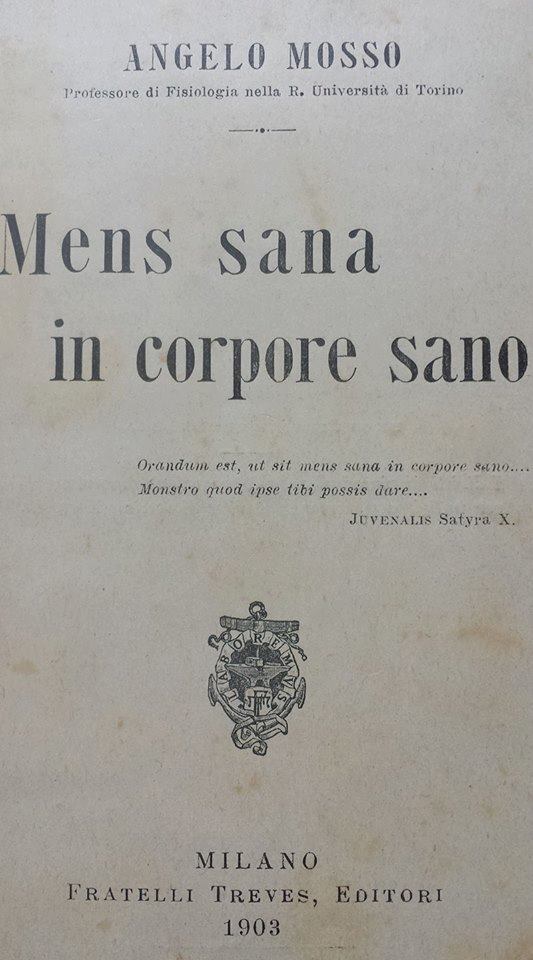 ANGELO MOSSO
Professore di Fisiologia nella R. Università di Torino
Mens sana
in corpore sano
Orandum est, ut sit mens sana in corpore sano....
Monstro quod ipse tibi possis dare....
JUVENALIS Satyra X.
LABOREMUS
MILANO
FRATELLI TREVES, EDITORI
1903